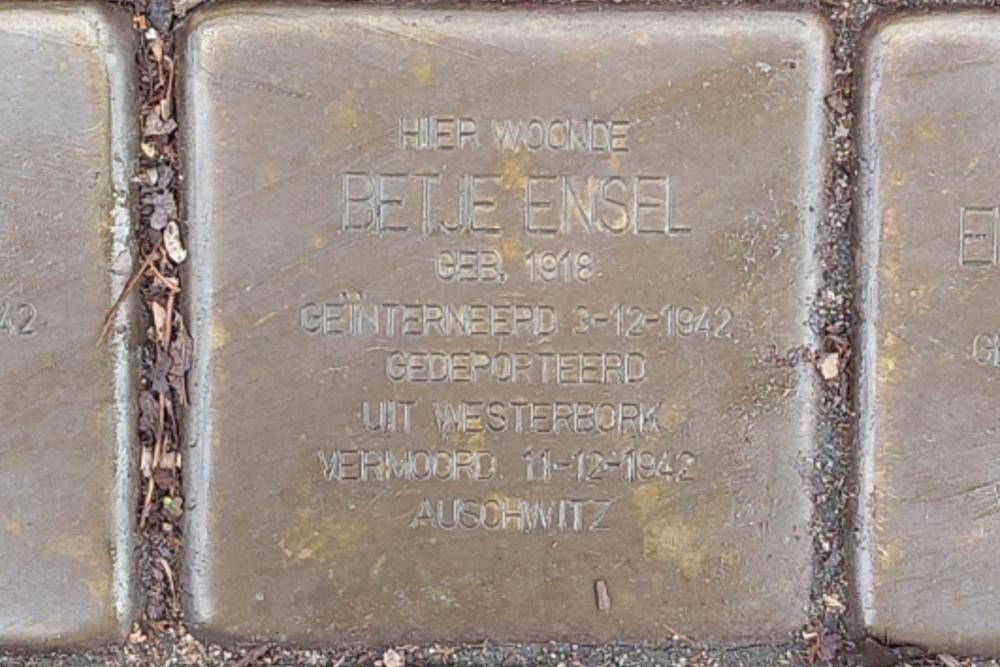 HIER WOONDE
BETJE ENSEL
GEB. 1918
GEÏNTERNEERD 3-12-1942
GEDEPORTEERD
UIT WESTERBORK
VERMOORD 11-12-1942
AUSCHWITZ